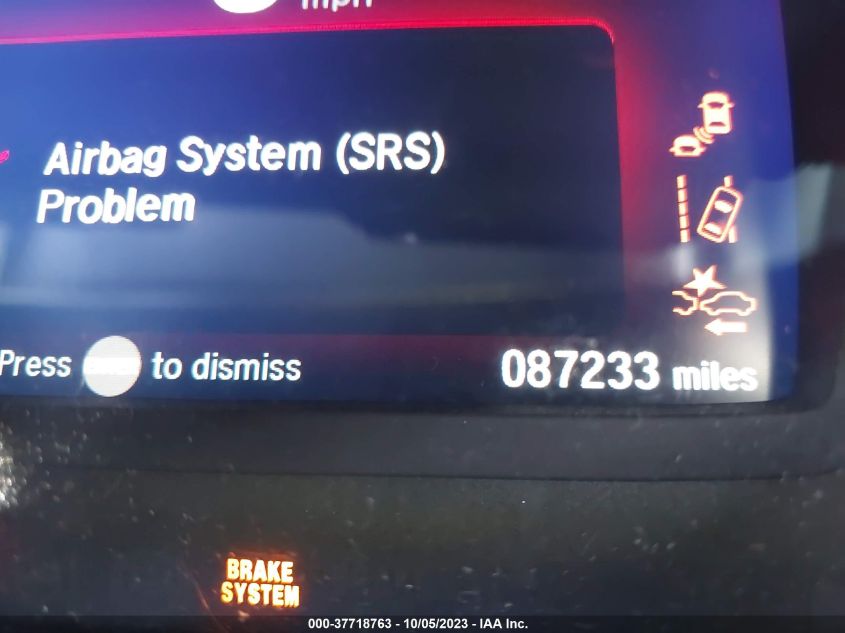 mph
Airbag System (SRS)
Problem
Press ENTER to dismiss
087233 miles
BRAKE
SYSTEM
000-37718763 - 10/05/2023 - IAA Inc.